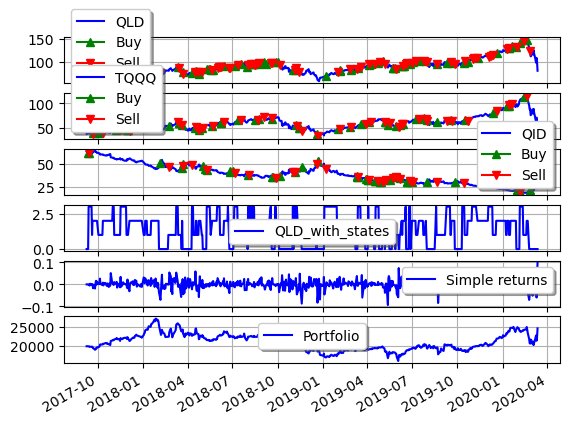 QLD
Buy
Sell
150
100
TQQQ
Buy
Sell
100
50
QID
Buy
Sell
50
25
QLD_with_states
2.5
0.0
Simple returns
0.1
0.0
−0.1
Portfolio
25000
20000
2017-10
2018-01
2018-04
2018-07
2018-10
2019-01
2019-04
2019-07
2019-10
2020-01
2020-04